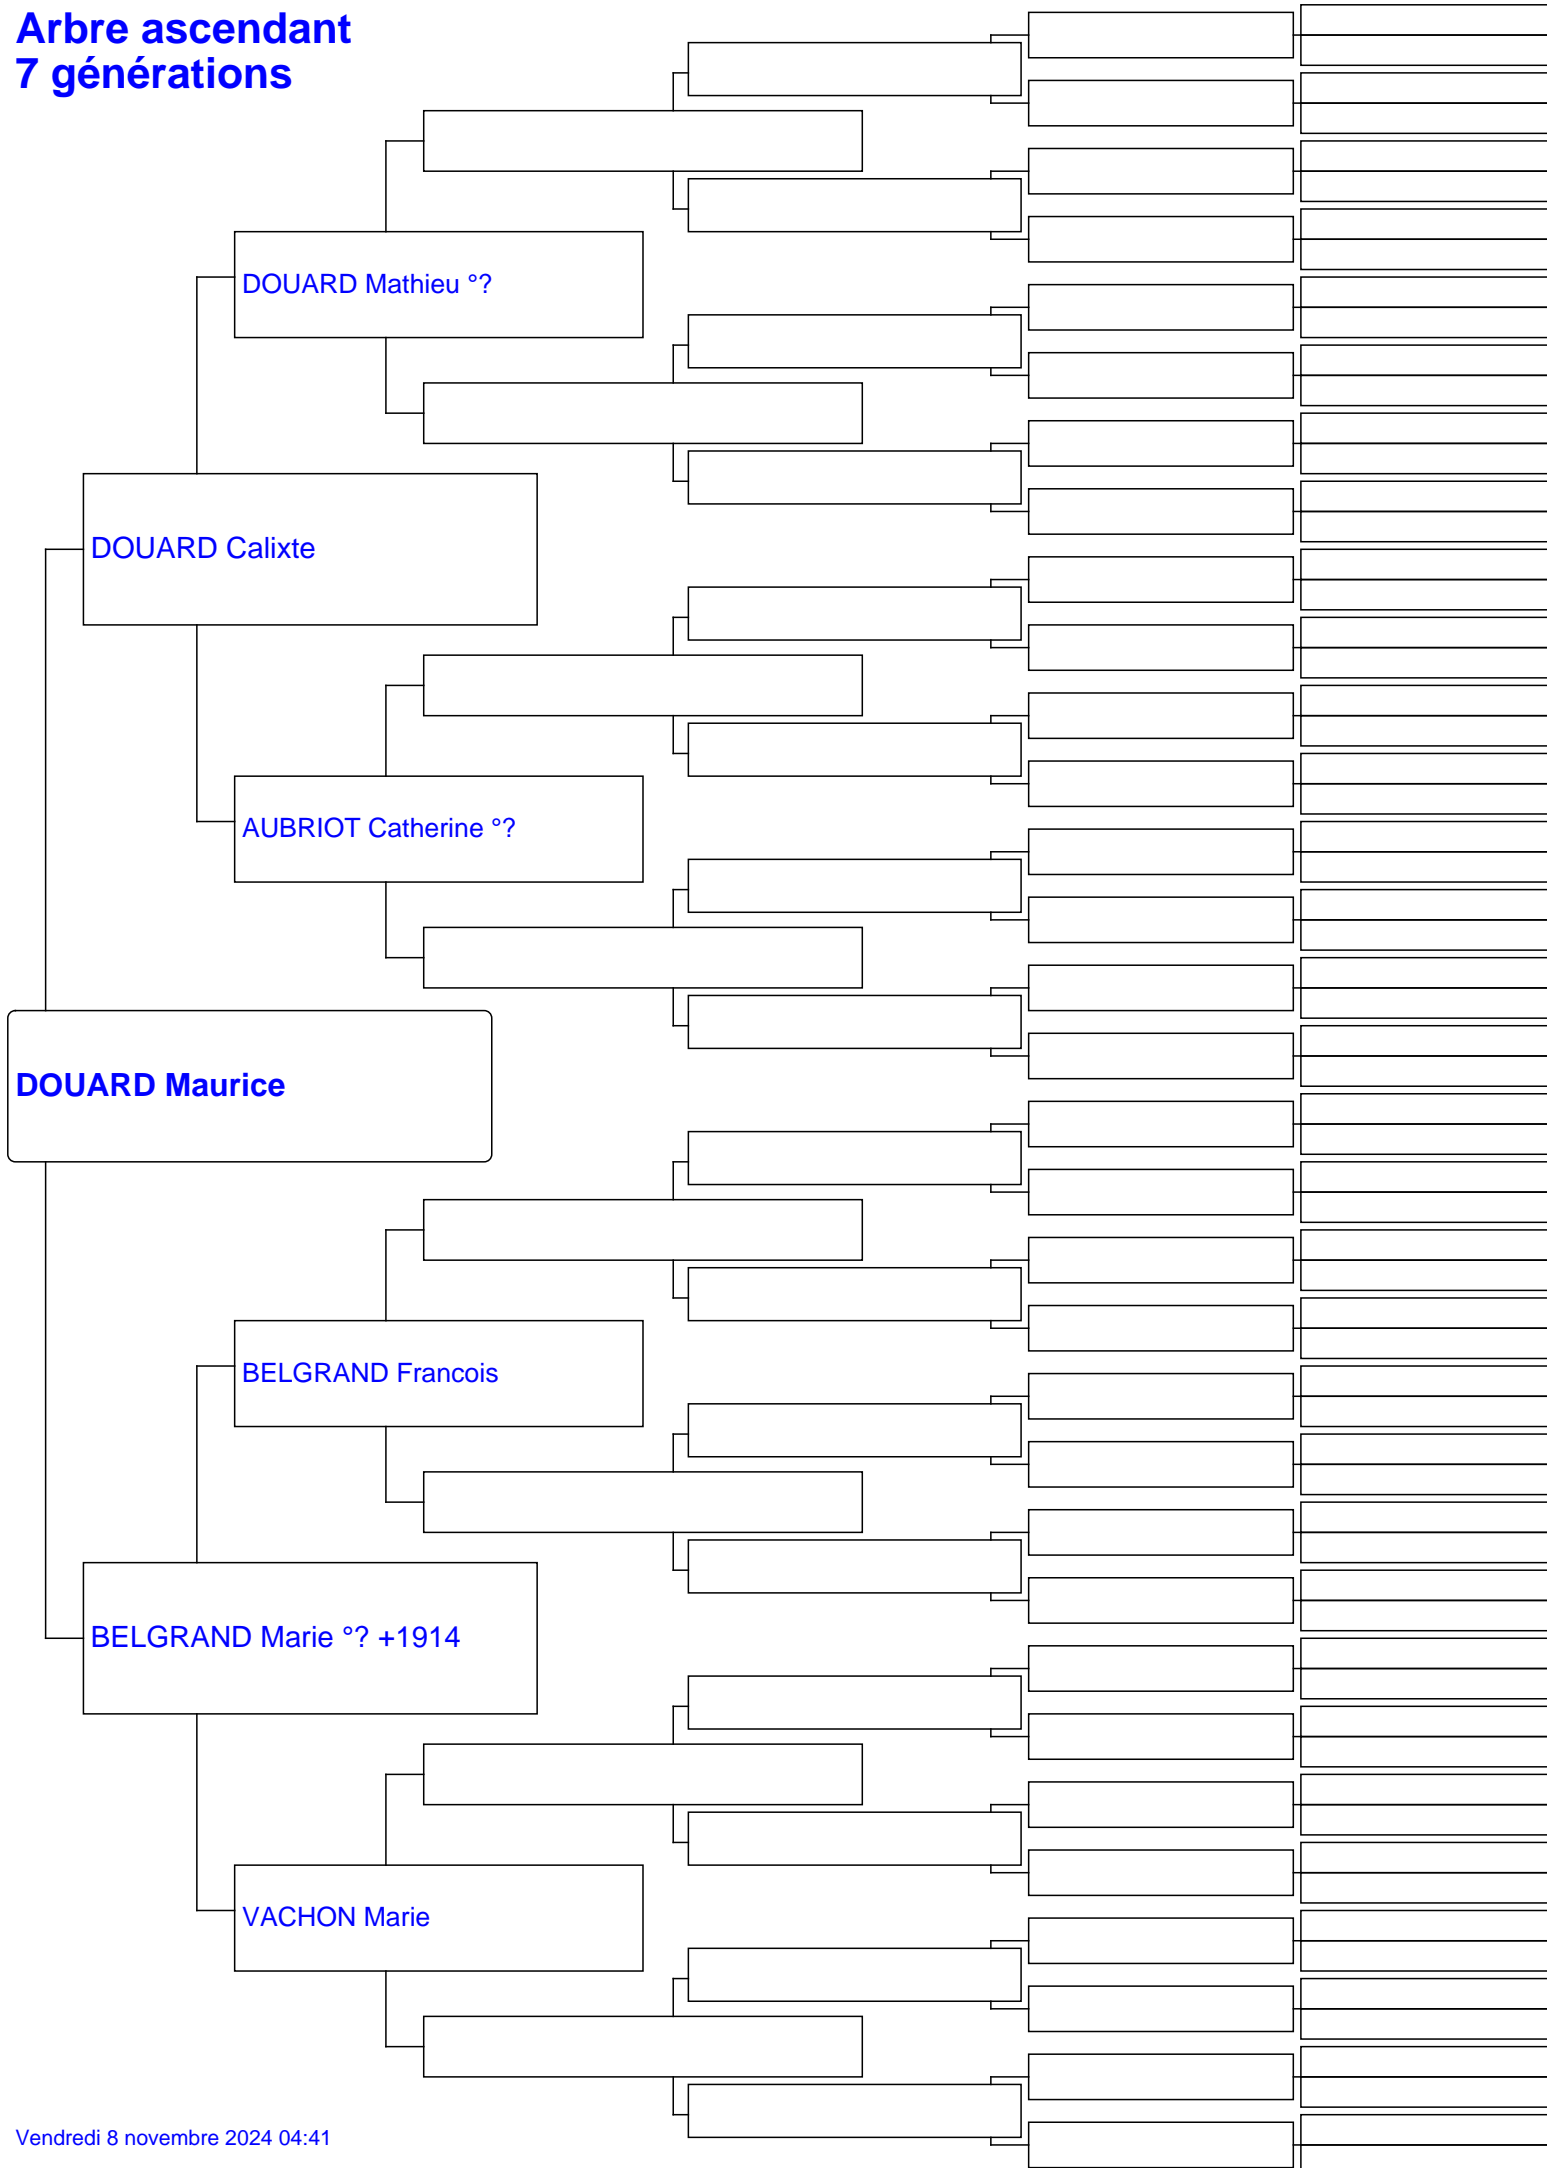 Arbre ascendant
7 générations
DOUARD Mathieu °?
DOUARD Calixte
AUBRIOT Catherine °?
DOUARD Maurice
BELGRAND Francois
BELGRAND Marie °? +1914
VACHON Marie
Vendredi 8 novembre 2024 04:41